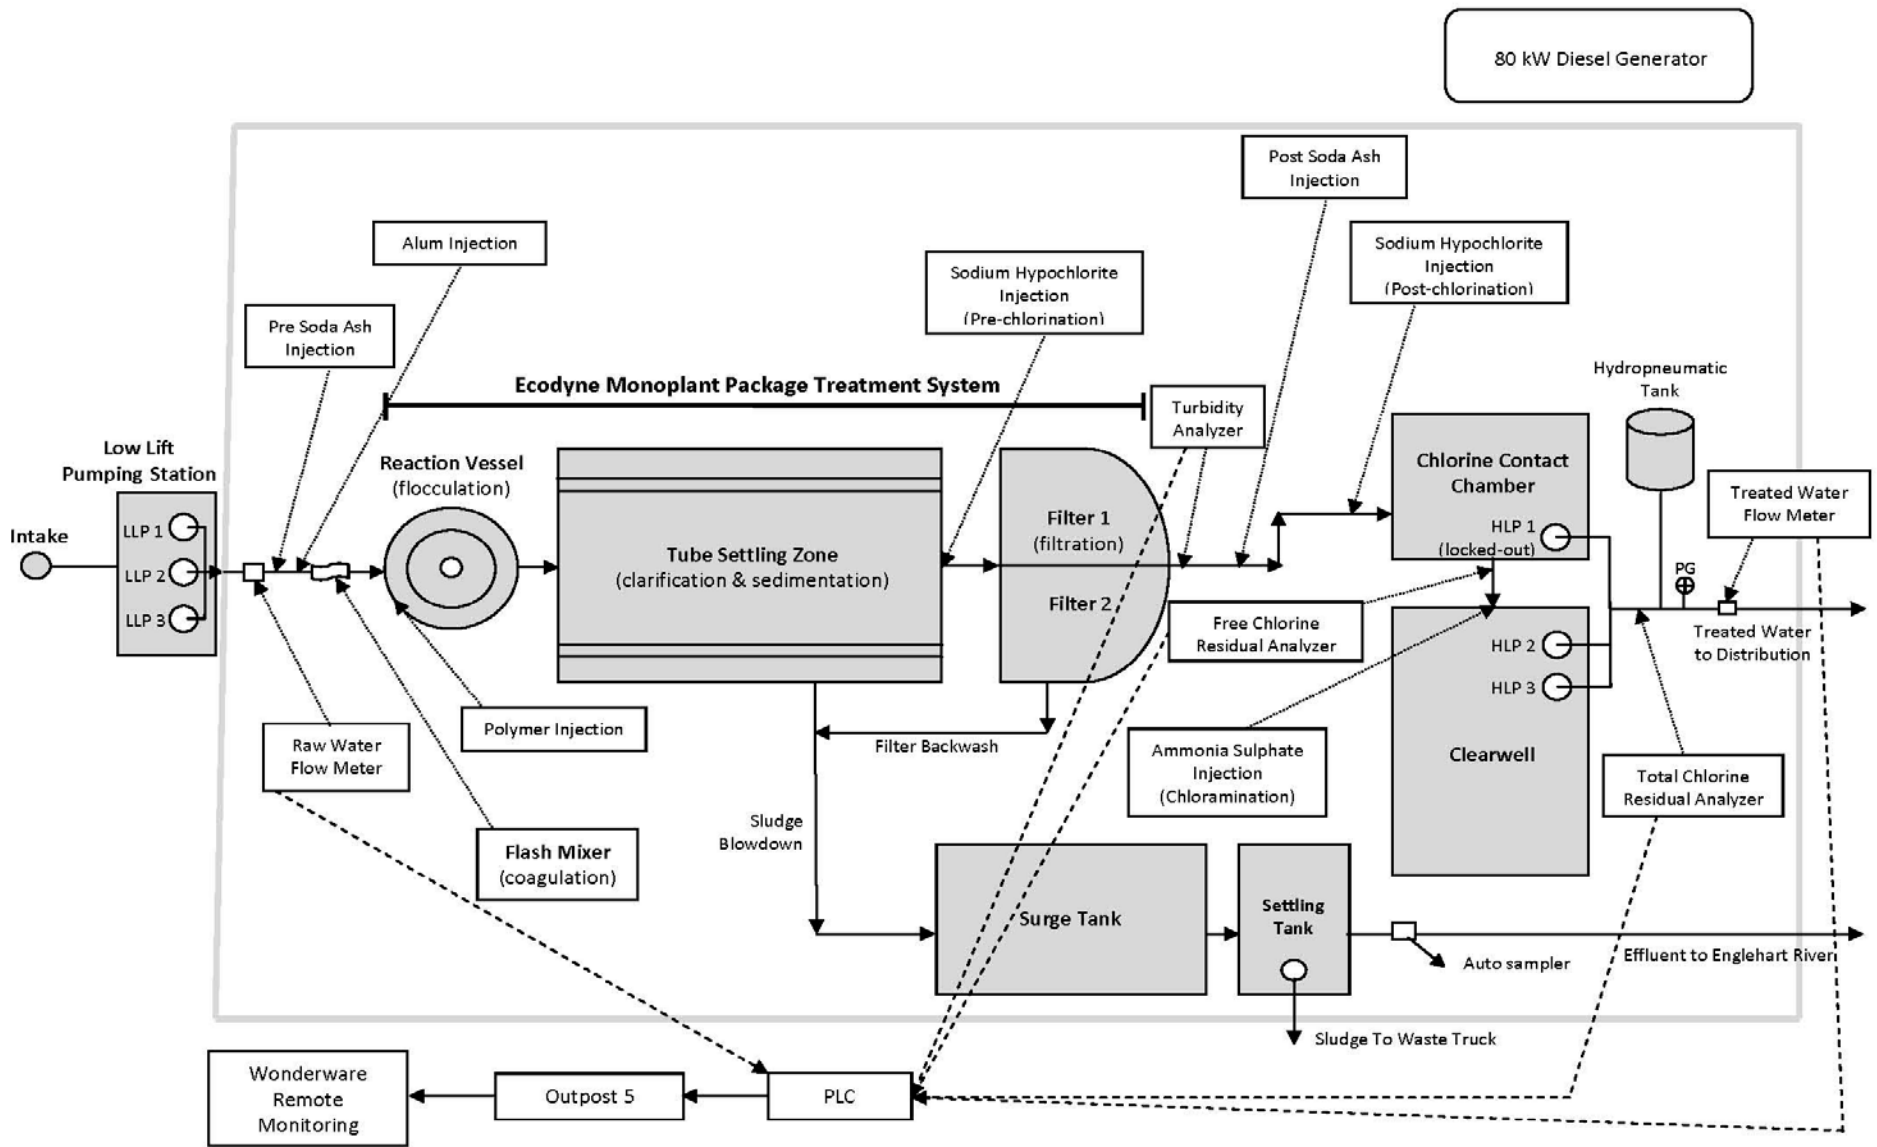 80 kW Diesel Generator
Post Soda Ash
Injection
Alum Injection
Sodium Hypochlorite
Injection
(Post-chlorination)
Sodium Hypochlorite
Injection
(Pre-chlorination)
Pre Soda Ash
Injection
Hydropneumatic
Tank
Ecodyne Monoplant Package Treatment System
Turbidity
Analyzer
Low Lift
Pumping Station
Reaction Vessel
(flocculation)
Chlorine Contact
Chamber
Treated Water
Flow Meter
Intake
LLP 1
LLP 2
LLP 3
Tube Settling Zone
(clarification & sedimentation)
Filter 1
(filtration)
Filter 2
HLP 1
(locked-out)
PG
Free Chlorine
Residual Analyzer
HLP 2
HLP 3
Treated Water
to Distribution
Polymer Injection
Raw Water
Flow Meter
Filter Backwash
Ammonia Sulphate
Injection
(Chloramination)
Clearwell
Total Chlorine
Residual Analyzer
Sludge
Blowdown
Flash Mixer
(coagulation)
Surge Tank
Settling
Tank
Auto sampler
Effluent to Englehart River
Sludge To Waste Truck
Wonderware
Remote
Monitoring
Outpost 5
PLC